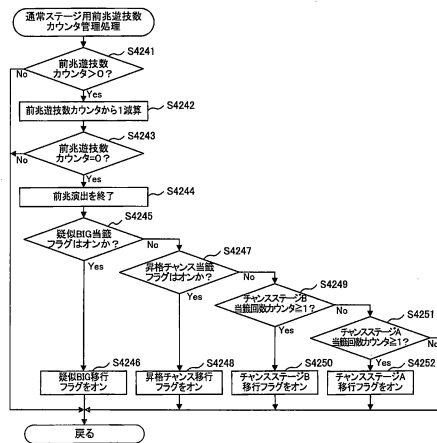 通常ステージ用前兆遊技数
カウンタ管理処理
S4241
前兆遊技数
カウンタ>0?
No
Yes
S4242
前兆遊技数カウンタから1減算
S4243
前兆遊技数
カウンタ=0?
No
Yes
S4244
前兆演出を終了
S4245
疑似BIG当籤
フラグはオンか?
No
Yes
S4247
昇格チャンス当籤
フラグはオンか?
No
Yes
S4249
チャンスステージB
当籤回数カウンタ≧1?
No
Yes
S4251
チャンスステージA
当籤回数カウンタ≧1?
No
Yes
S4246
疑似BIG移行
フラグをオン
S4248
昇格チャンス移行
フラグをオン
S4250
チャンスステージB
移行フラグをオン
S4252
チャンスステージA
移行フラグをオン
戻る